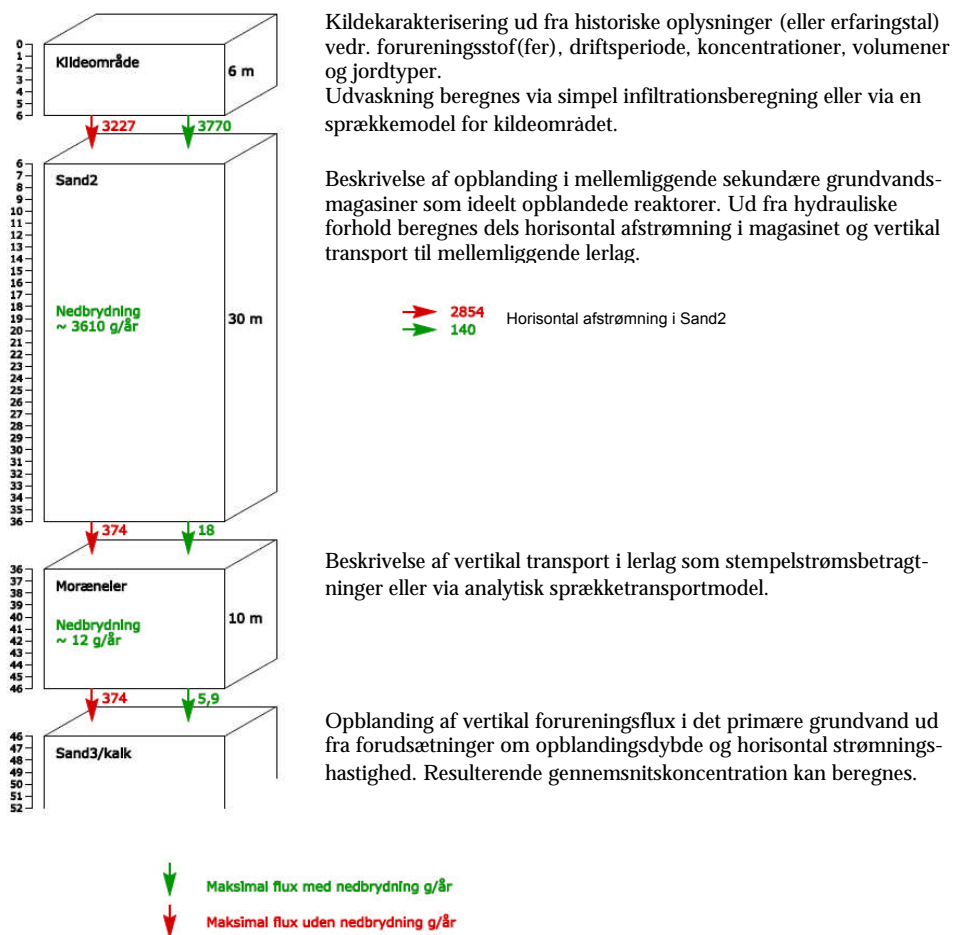 Kildekarakterisering ud fra historiske oplysninger (eller erfaringstal)
vedr. forureningsstof(fer), driftsperiode, koncentrationer, volumener
og jordtyper.
Udvaskning beregnes via simpel infiltrationsberegning eller via en
sprækkemodel for kildeområdet.
0
1
2
3
4
5
6
Kildeområde
6 m
3227
3770
6
7
8
9
10
11
12
13
14
15
16
17
18
19
20
21
22
23
24
25
26
27
28
29
30
31
32
33
34
35
36
Sand2
Nedbrydning
~ 3610 g/år
30 m
Beskrivelse af opblanding i mellemliggende sekundære grundvands-
magasiner som ideelt opblandede reaktorer. Ud fra hydrauliske
forhold beregnes dels horisontal afstrømning i magasinet og vertikal
transport til mellemliggende lerlag.
2854
140
Horisontal afstrømning i Sand2
374
18
36
37
38
39
40
41
42
43
44
45
46
Moræneler
Nedbrydning
~ 12 g/år
10 m
Beskrivelse af vertikal transport i lerlag som stempelstrømsbetragt-
ninger eller via analytisk sprækketransportmodel.
374
5,9
46
47
48
49
50
51
52
Sand3/kalk
Opblanding af vertikal forureningsflux i det primære grundvand ud
fra forudsætninger om opblandingsdybde og horisontal strømnings-
hastighed. Resulterende gennemsnitskoncentration kan beregnes.
Maksimal flux med nedbrydning g/år
Maksimal flux uden nedbrydning g/år